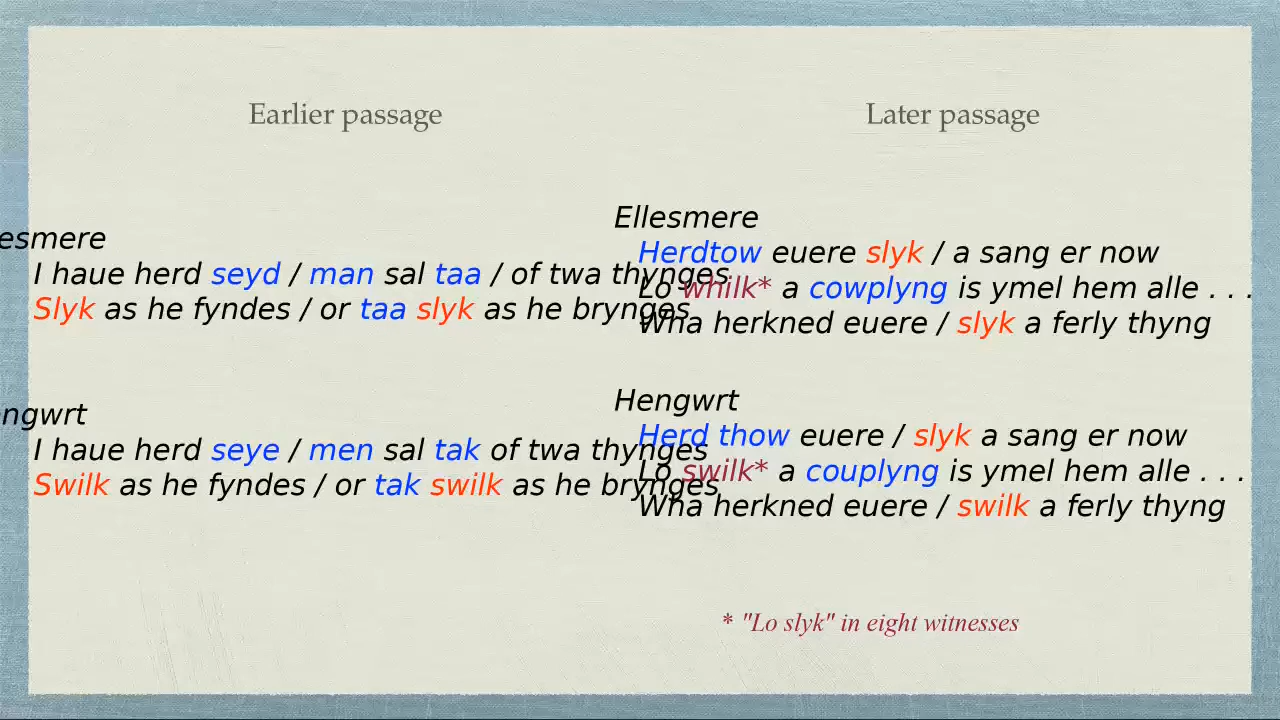 Earlier passage
esmere
I haue herd seyd / man sal taa / of twa thynges
Slyk as he fyndes / or taa slyk as he brynges
ngwrt
I haue herd seye / men sal tak of twa thynges
Swilk as he fyndes / or tak swilk as he brynges
Later passage
Ellesmere
Herdtow euere slyk / a sang er now
Lo whilk* a cowplyng is ymel hem alle . . .
Wha herkned euere / slyk a ferly thyng
Hengwrt
Herd thow euere / slyk a sang er now
Lo swilk* a couplyng is ymel hem alle . . .
Wha herkned euere / swilk a ferly thyng
* "Lo slyk" in eight witnesses